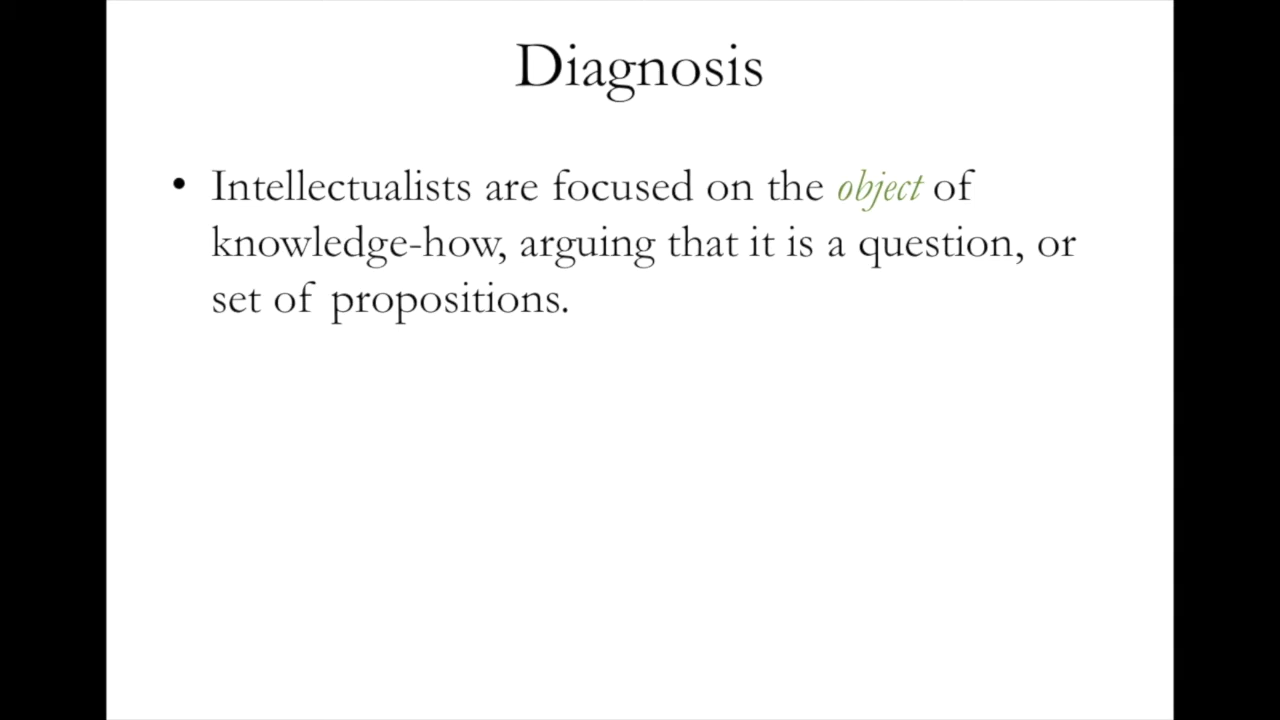 Diagnosis
• Intellectualists are focused on the object of
knowledge-how, arguing that it is a question, or
set of propositions.